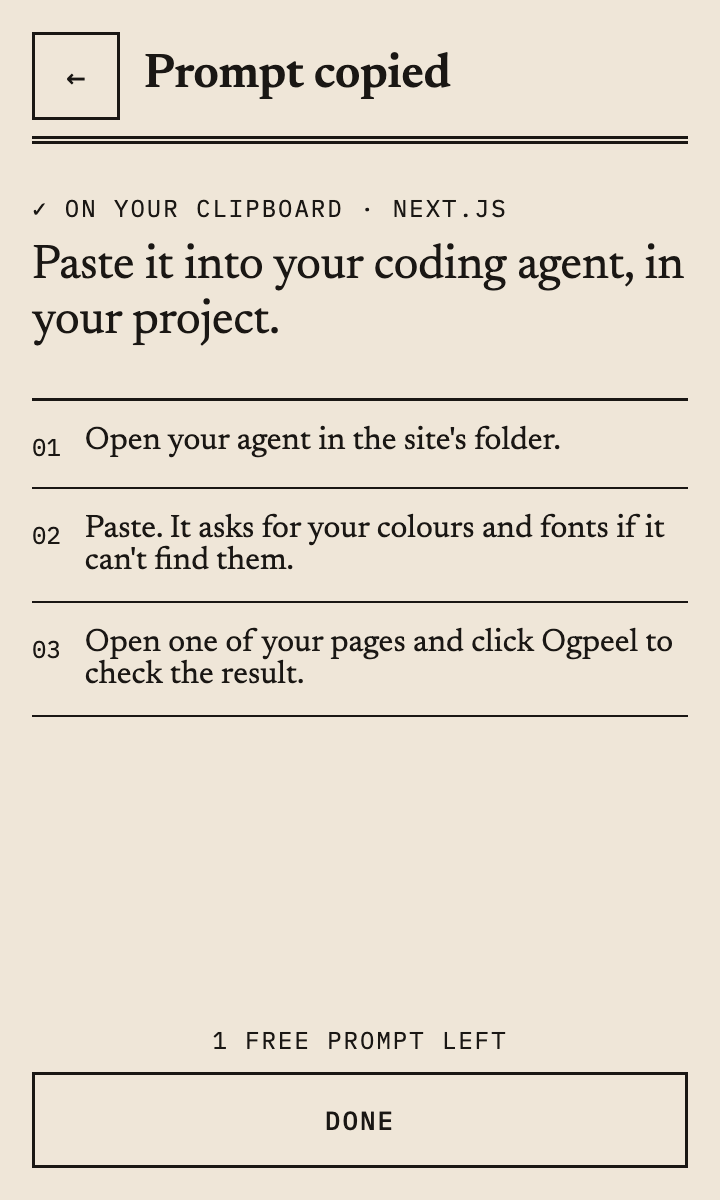 ←
Prompt copied
✓ ON YOUR CLIPBOARD · NEXT.JS
Paste it into your coding agent, in
your project.
01 Open your agent in the site's folder.
02 Paste. It asks for your colours and fonts if it
can't find them.
03 Open one of your pages and click Ogpeel to
check the result.
1 FREE PROMPT LEFT
DONE